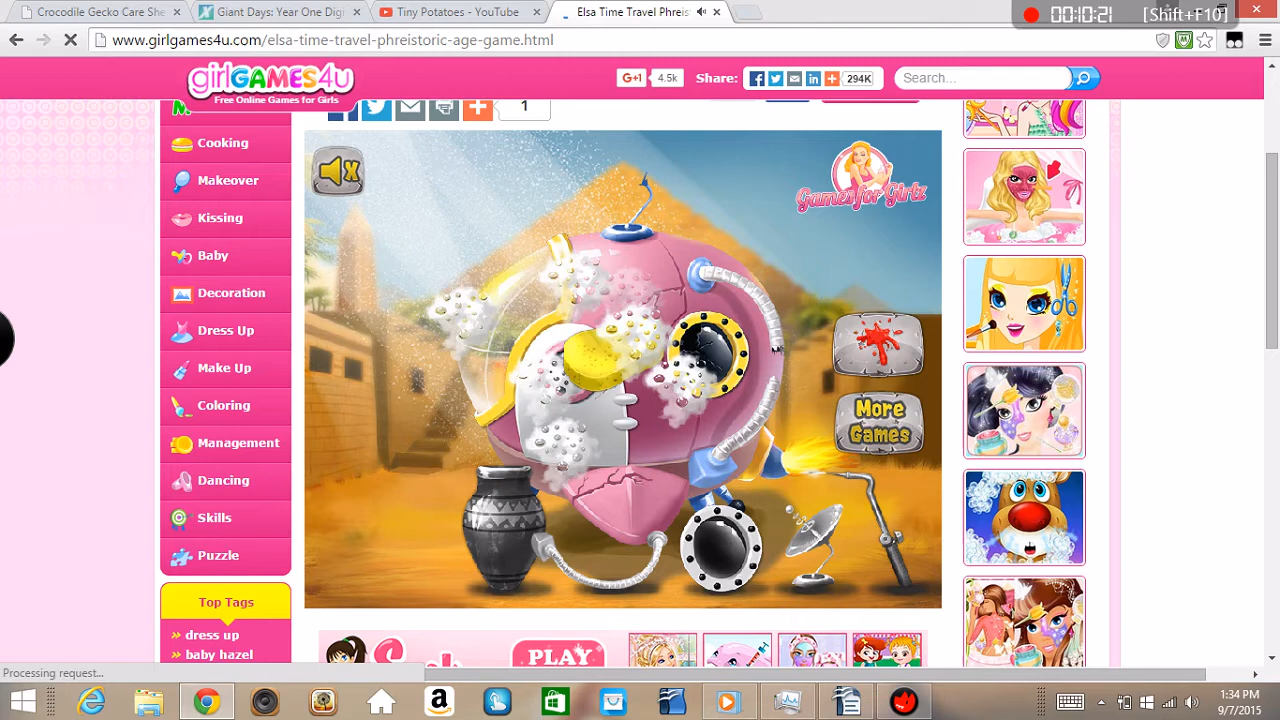 Crocodile Gecko Care She
Giant Days: Year One Digi
Tiny Potatoes - YouTube
Elsa Time Travel Phreis
00:10:21 [Shift+F10]
www.girlgames4u.com/elsa-time-travel-phreistoric-age-game.html
girlGAMES4U
Free Online Games for Girls
G+1
4.5k
Share:
294K
Search...
1
Cooking
Makeover
Kissing
Baby
Decoration
Dress Up
Make Up
Coloring
Management
Dancing
Skills
Puzzle
Top Tags
» dress up
» baby hazel
Games for Girlz
More
Games
PLAY
Processing request...
1:34 PM
9/7/2015